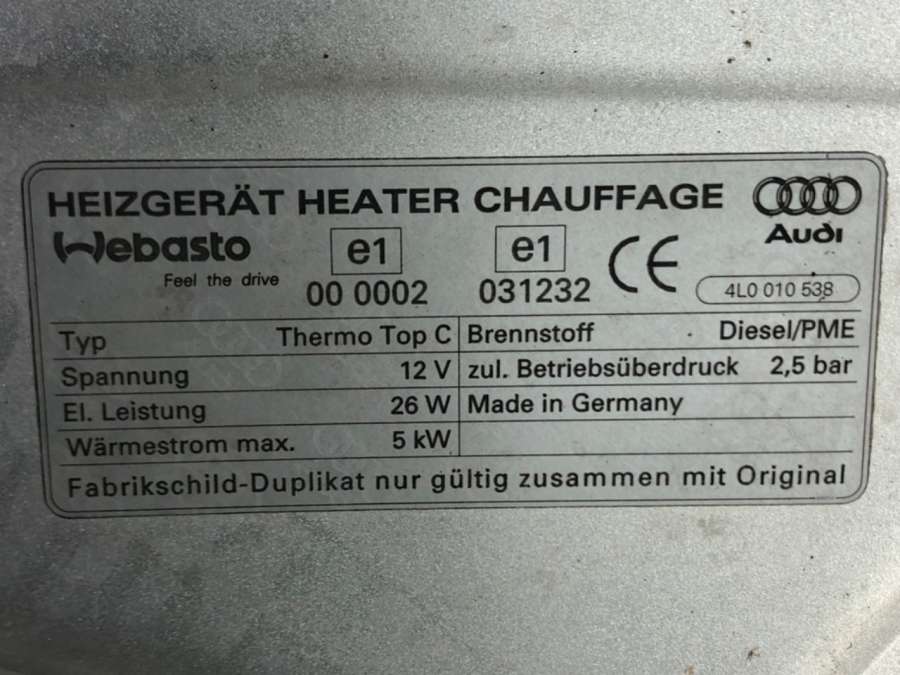 HEIZGERÄT HEATER CHAUFFAGE
Webasto
Feel the drive
e1
00 0002
e1
031232
CE
Audi
4L0 010 538
Typ Thermo Top C Brennstoff Diesel/PME
Spannung 12 V zul. Betriebsüberdruck 2,5 bar
El. Leistung 26 W Made in Germany
Wärmestrom max. 5 kW
Fabrikschild-Duplikat nur gültig zusammen mit Original